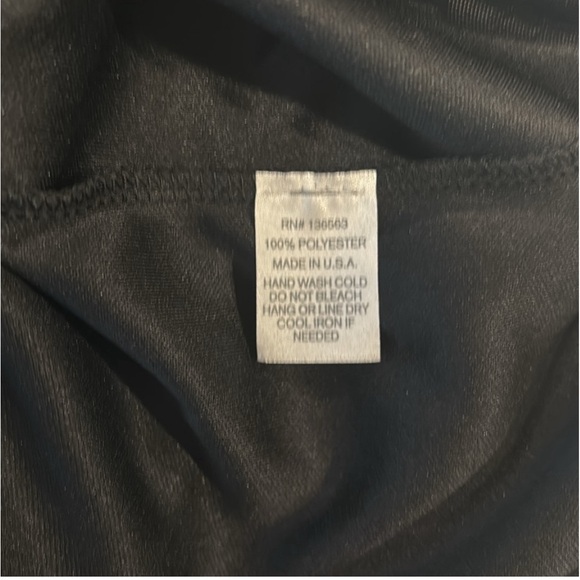 RN# 136563
100% POLYESTER
MADE IN U.S.A.
HAND WASH COLD
DO NOT BLEACH
HANG OR LINE DRY
COOL IRON IF
NEEDED